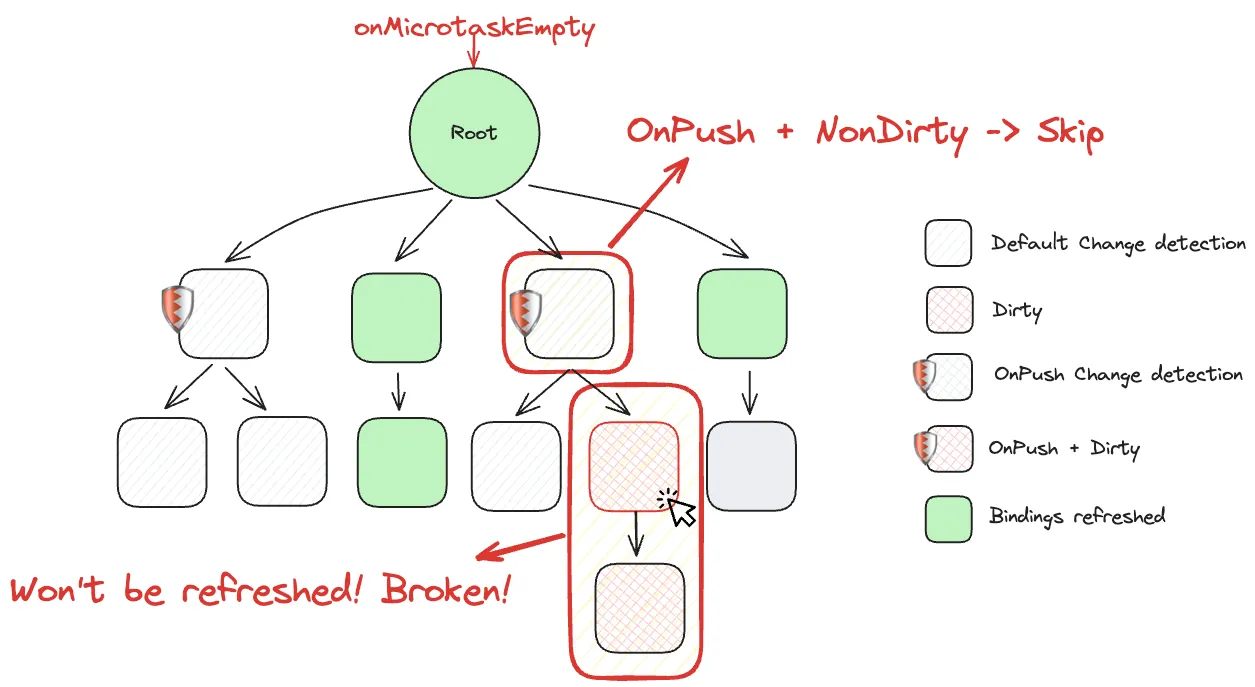 onMicrotaskEmpty
Root
OnPush + NonDirty -> Skip
Default Change detection
Dirty
OnPush Change detection
OnPush + Dirty
Bindings refreshed
Won't be refreshed! Broken!